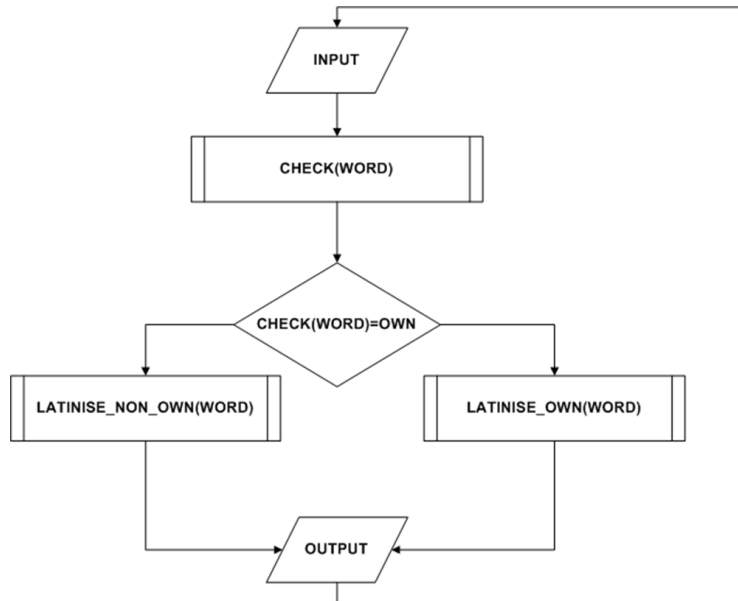 INPUT
CHECK(WORD)
CHECK(WORD)=OWN
LATINISE_NON_OWN(WORD)
LATINISE_OWN(WORD)
OUTPUT